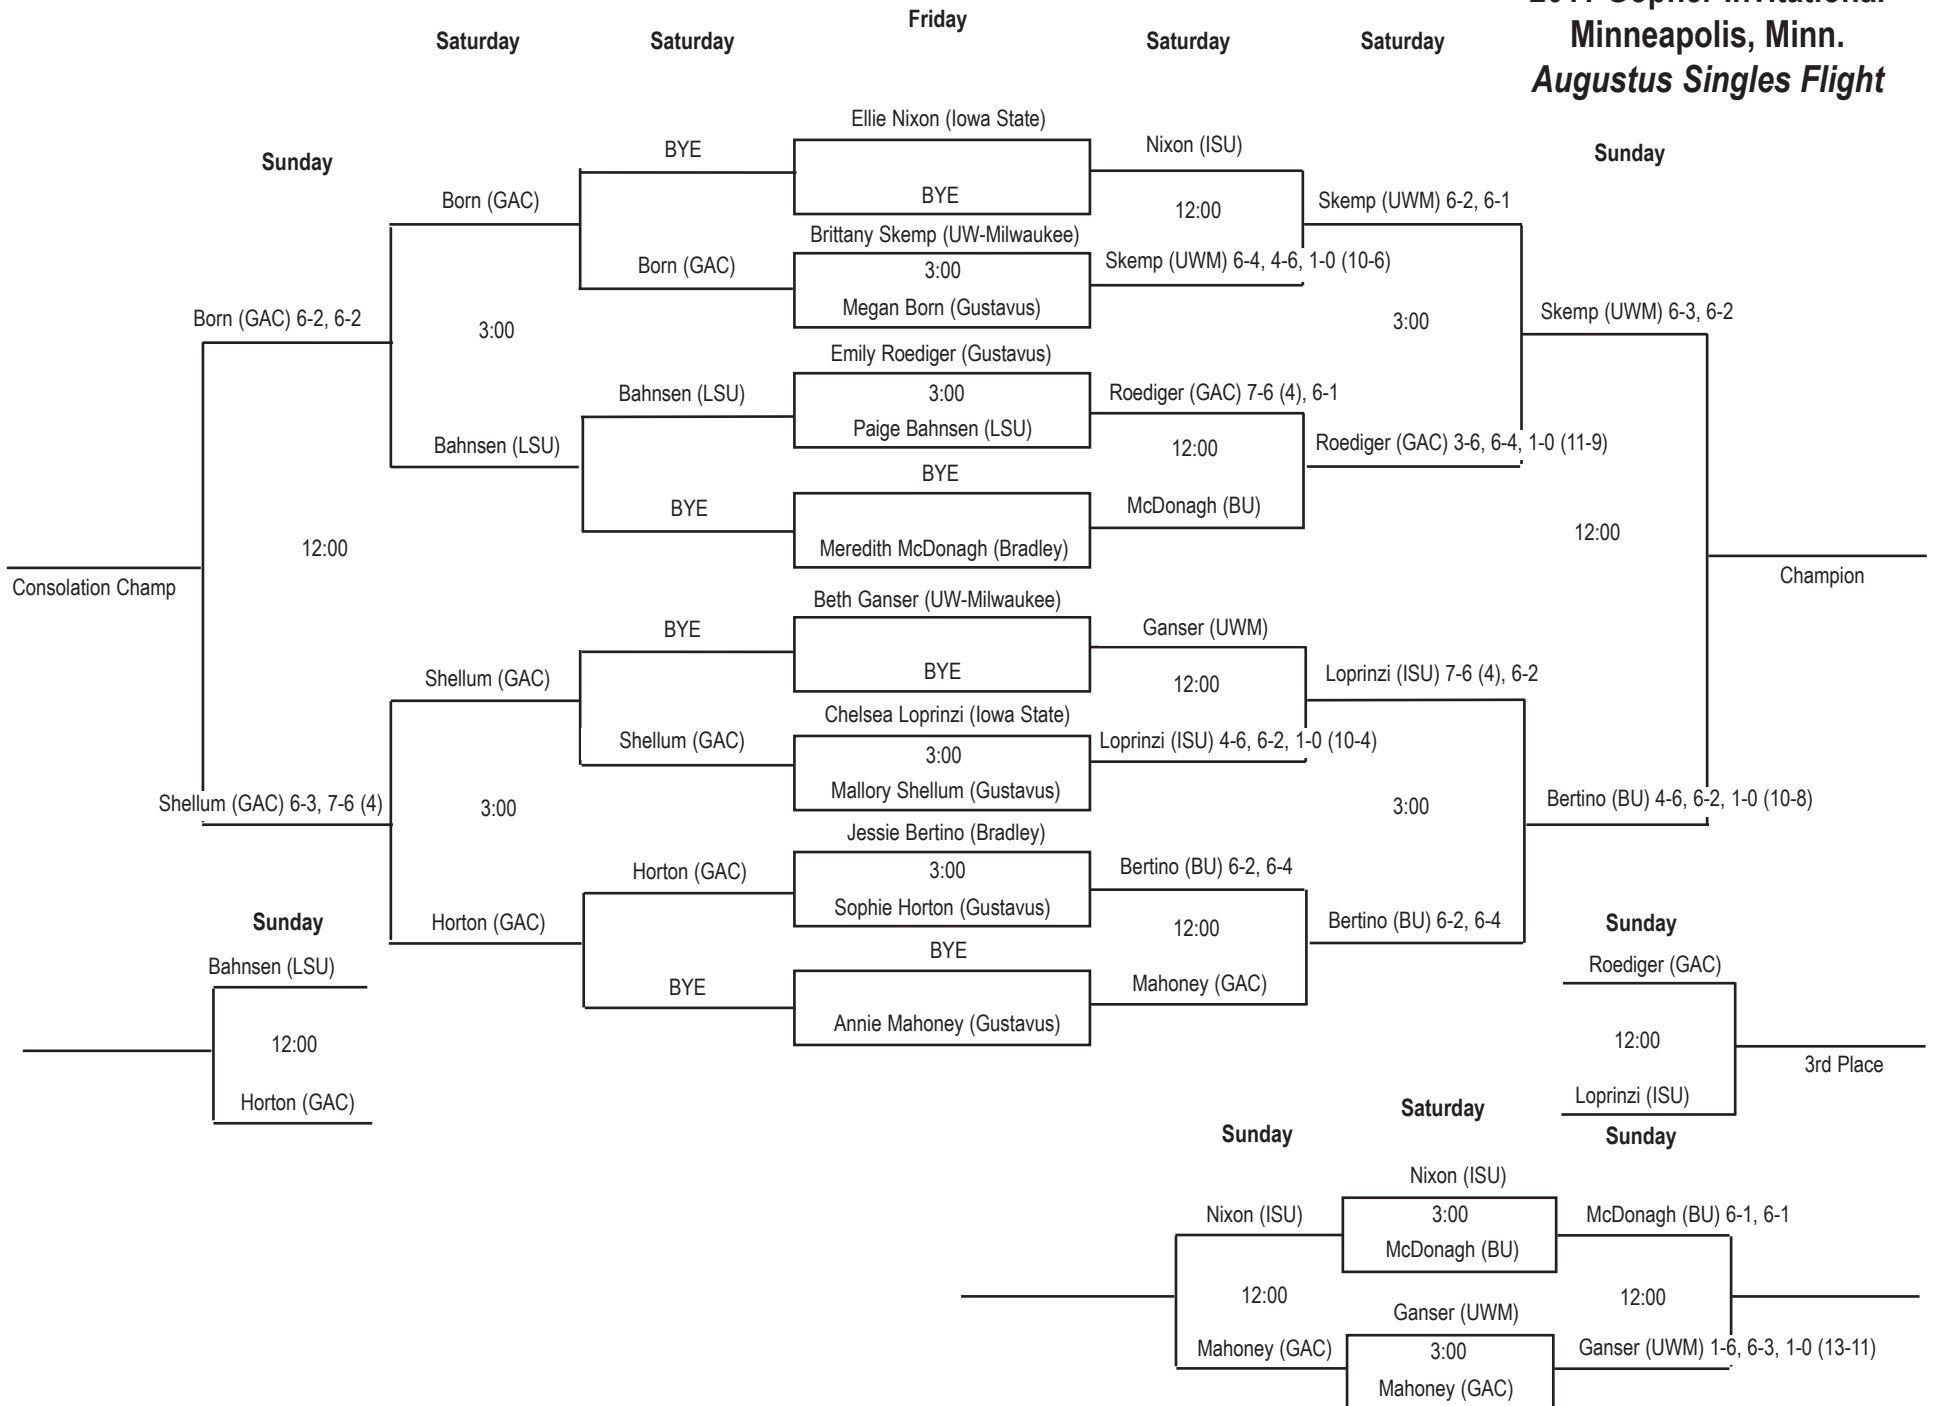 Minneapolis, Minn.
Augustus Singles Flight
Friday
Saturday
Saturday
Saturday
Saturday
Sunday
Sunday
Ellie Nixon (Iowa State)
BYE
Brittany Skemp (UW-Milwaukee)
3:00
Megan Born (Gustavus)
Emily Roediger (Gustavus)
3:00
Paige Bahnsen (LSU)
BYE
Meredith McDonagh (Bradley)
Beth Ganser (UW-Milwaukee)
BYE
Chelsea Loprinzi (Iowa State)
3:00
Mallory Shellum (Gustavus)
Jessie Bertino (Bradley)
3:00
Sophie Horton (Gustavus)
BYE
Annie Mahoney (Gustavus)
Nixon (ISU)
12:00
Skemp (UWM) 6-4, 4-6, 1-0 (10-6)
Roediger (GAC) 7-6 (4), 6-1
12:00
McDonagh (BU)
Ganser (UWM)
12:00
Loprinzi (ISU) 4-6, 6-2, 1-0 (10-4)
Bertino (BU) 6-2, 6-4
12:00
Mahoney (GAC)
Skemp (UWM) 6-2, 6-1
3:00
Roediger (GAC) 3-6, 6-4, 1-0 (11-9)
Loprinzi (ISU) 7-6 (4), 6-2
3:00
Bertino (BU) 6-2, 6-4
Skemp (UWM) 6-3, 6-2
12:00
Bertino (BU) 4-6, 6-2, 1-0 (10-8)
Champion
BYE
Born (GAC)
Bahnsen (LSU)
BYE
BYE
Shellum (GAC)
Horton (GAC)
BYE
Born (GAC)
3:00
Bahnsen (LSU)
Shellum (GAC)
3:00
Horton (GAC)
Born (GAC) 6-2, 6-2
12:00
Shellum (GAC) 6-3, 7-6 (4)
Consolation Champ
Sunday
Bahnsen (LSU)
12:00
Horton (GAC)
Sunday
Roediger (GAC)
12:00
Loprinzi (ISU)
3rd Place
Saturday
Sunday
Sunday
Nixon (ISU)
3:00
McDonagh (BU)
Ganser (UWM)
3:00
Mahoney (GAC)
Nixon (ISU)
12:00
Mahoney (GAC)
McDonagh (BU) 6-1, 6-1
12:00
Ganser (UWM) 1-6, 6-3, 1-0 (13-11)